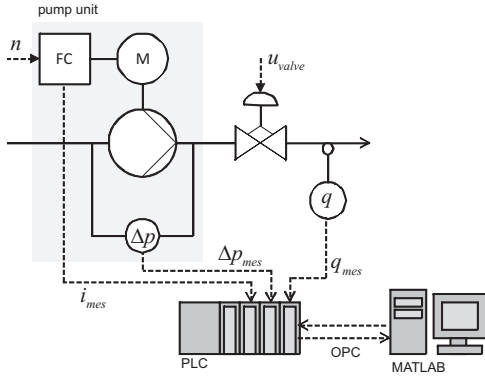 pump unit
n
FC
M
u_valve
q
Δp
Δp_mes
q_mes
i_mes
PLC
OPC
MATLAB